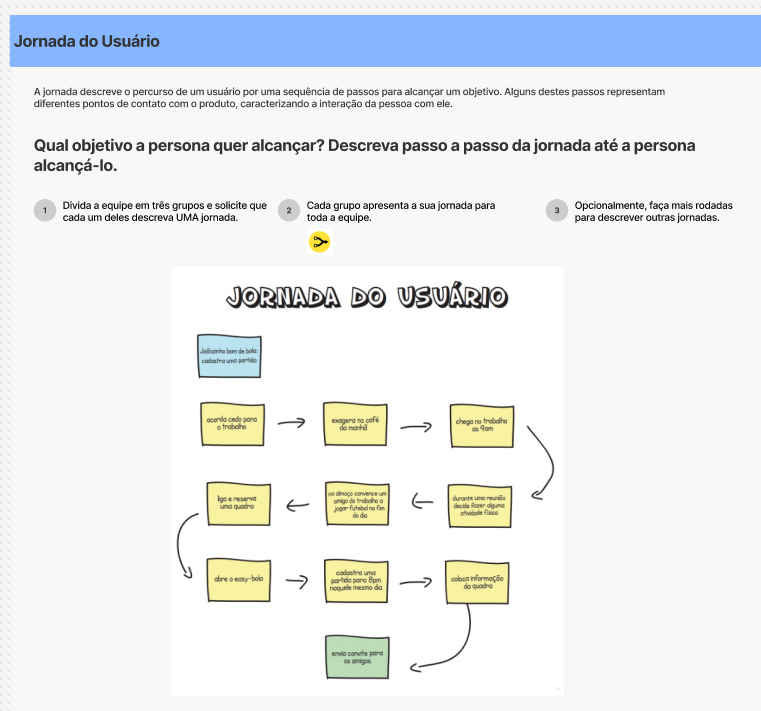 Jornada do Usuário
A jornada descreve o percurso de um usuário por uma sequência de passos para alcançar um objetivo. Alguns destes passos representam
diferentes pontos de contato com o produto, caracterizando a interação da pessoa com ele.
Qual objetivo a persona quer alcançar? Descreva passo a passo da jornada até a persona
alcançá-lo.
1
Divida a equipe em três grupos e solicite que
cada um deles descreva UMA jornada.
2
Cada grupo apresenta a sua jornada para
toda a equipe.
3
Opcionalmente, faça mais rodadas
para descrever outras jornadas.
JORNADA DO USUÁRIO
Joãozinho bom de bola:
cadastra uma partida
acorda cedo para
o trabalho
exagera no café
da manhã
chega no trabalho
as 9am
liga e reserva
uma quadra
no almoço convence um
amigo do trabalho a
jogar futebol no fim
do dia
durante uma reunião
decide fazer alguma
atividade física
abre o easy-bola
cadastra uma
partida para 8pm
naquele mesmo dia
coloca informação
da quadra
envia convite para
os amigos